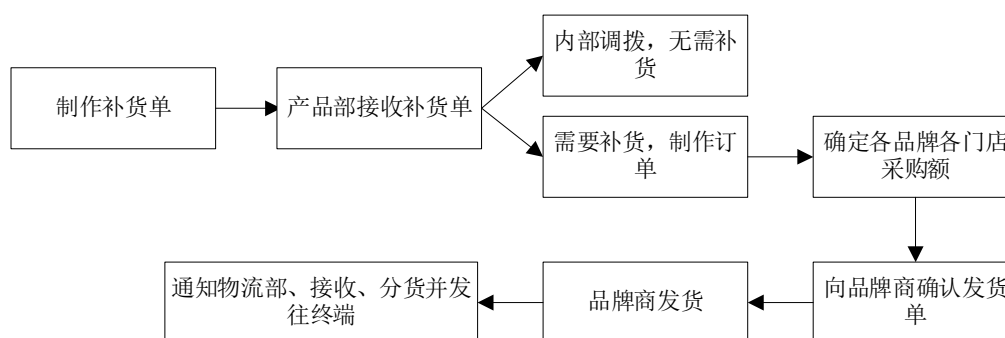 内部调拨，无需补
货
制作补货单
产品部接收补货单
需要补货，制作订
单
确定各品牌各门店
采购额
向品牌商确认发货
单
品牌商发货
通知物流部、接收、分货并发
往终端